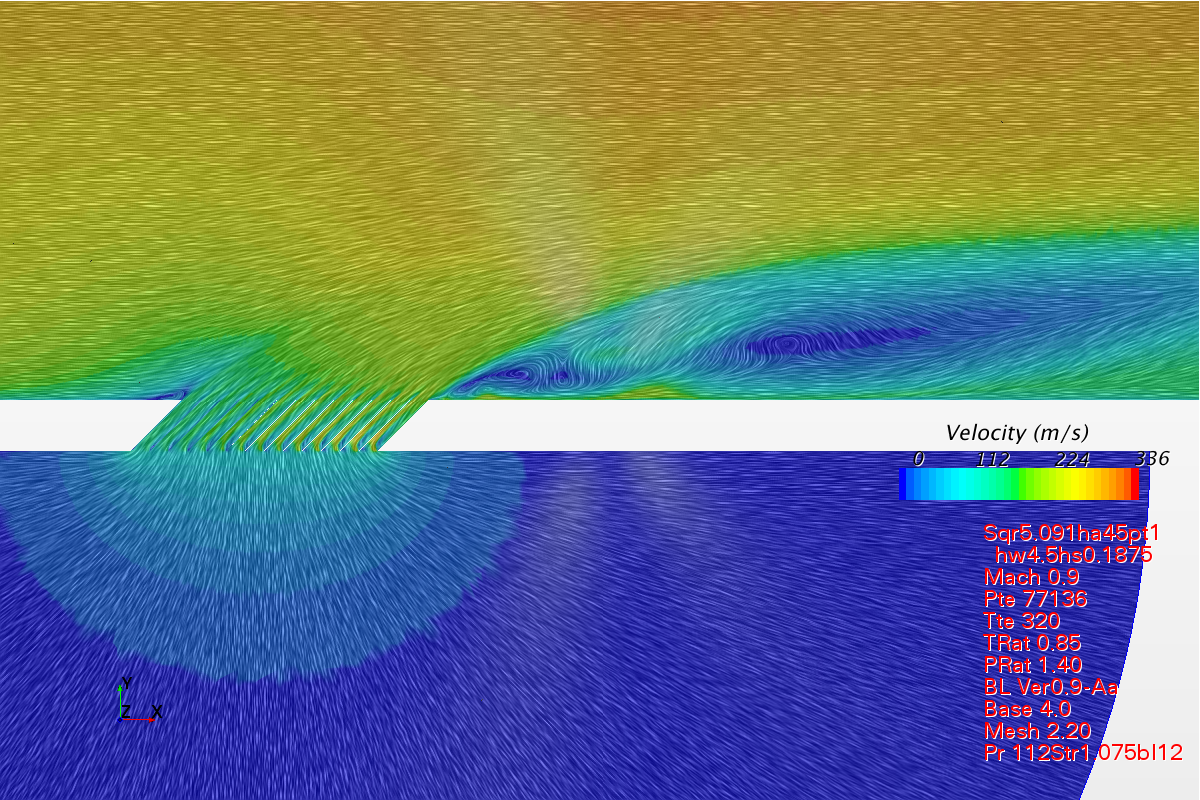 Velocity (m/s)
0 112 224 336
Sqr5.091ha45pt1
hw4.5hs0.1875
Mach 0.9
Pte 77136
Tte 320
TRat 0.85
PRat 1.40
BL Ver0.9-Aa
Base 4.0
Mesh 2.20
Pr 112Str1.075bl12
Y
Z X